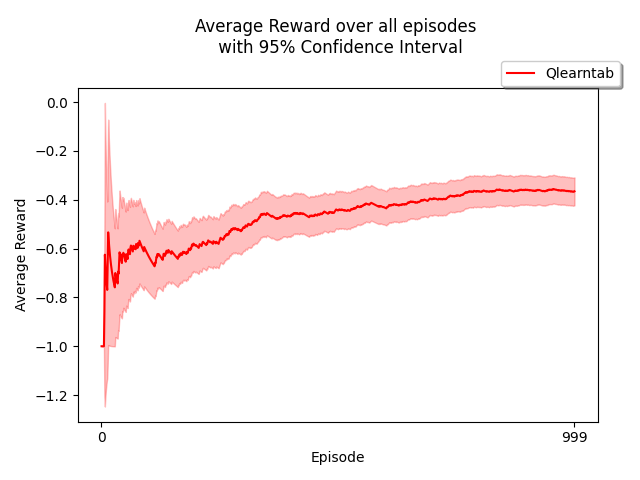 Average Reward over all episodes
with 95% Confidence Interval
Qlearntab
0.0
−0.2
−0.4
−0.6
−0.8
−1.0
−1.2
Average Reward
0
999
Episode